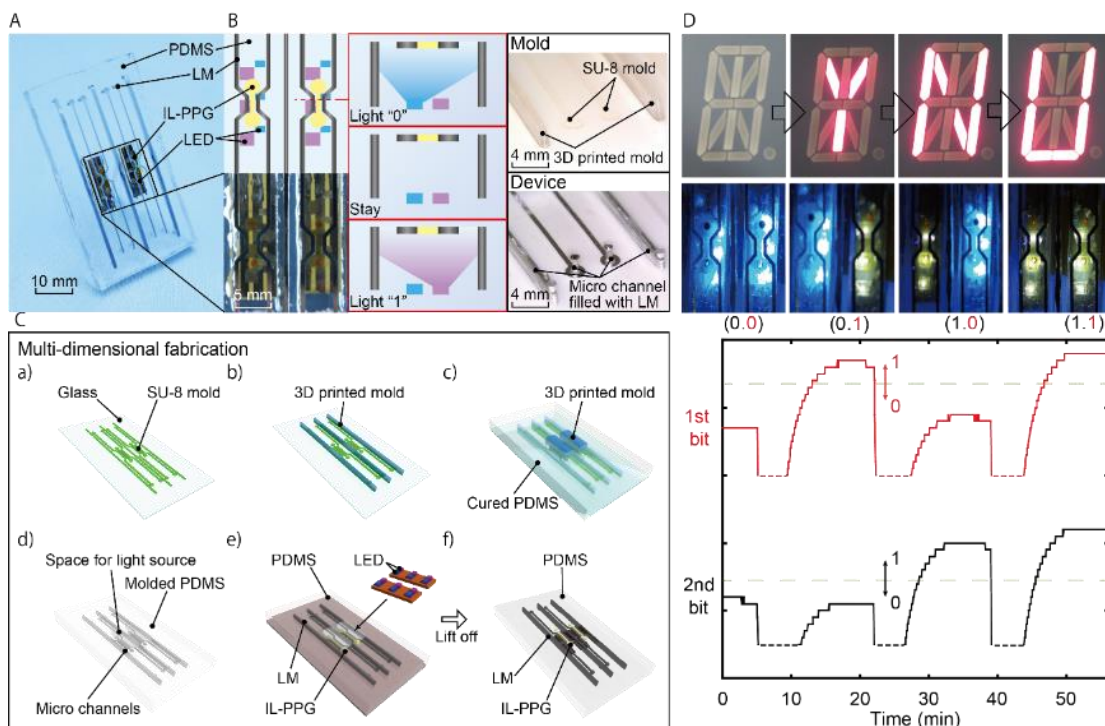 A
PDMS
LM
IL-PPG
LED
10 mm
B
5 mm
Light "0"
Stay
Light "1"
Mold
SU-8 mold
4 mm
3D printed mold
Device
4 mm
Micro channel
filled with LM
C
Multi-dimensional fabrication
a)
Glass
SU-8 mold
b)
3D printed mold
c)
3D printed mold
Cured PDMS
d)
Space for light source
Molded PDMS
Micro channels
e)
PDMS
LED
LM
IL-PPG
Lift off
f)
PDMS
LM
IL-PPG
D
(0.0)
(0.1)
(1.0)
(1.1)
1st
bit
1
0
2nd
bit
1
0
0 10 20 30 40 50
Time (min)